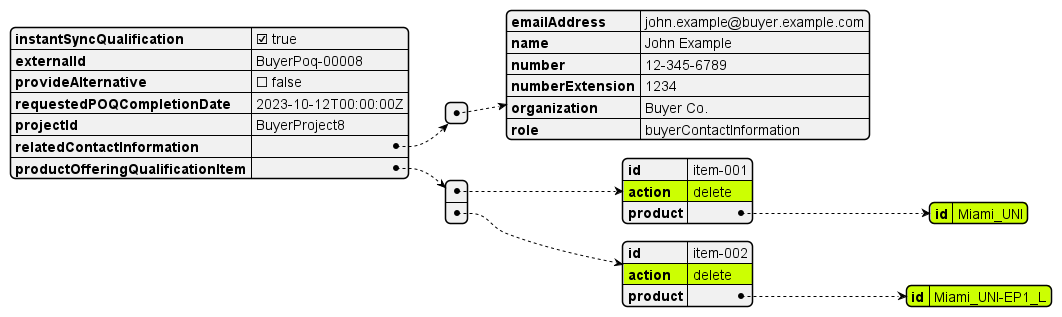 instantSyncQualification ☑ true
externalId BuyerPoq-00008
provideAlternative ☐ false
requestedPOQCompletionDate 2023-10-12T00:00:00Z
projectId BuyerProject8
relatedContactInformation
productOfferingQualificationItem
emailAddress john.example@buyer.example.com
name John Example
number 12-345-6789
numberExtension 1234
organization Buyer Co.
role buyerContactInformation
id item-001
action delete
product
id Miami_UNI
id item-002
action delete
product
id Miami_UNI-EP1_L